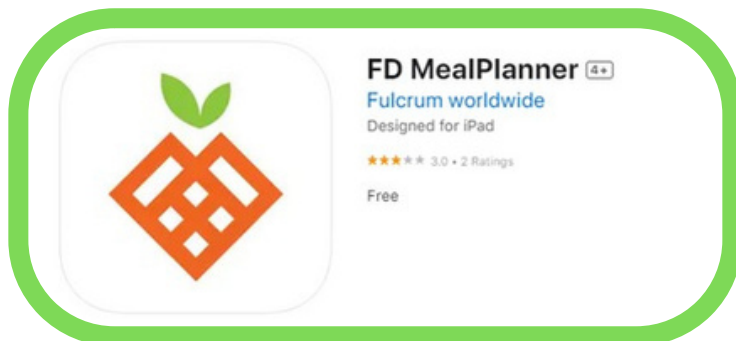 FD MealPlanner 4+
Fulcrum worldwide
Designed for iPad
★★★★★ 3.0 • 2 Ratings
Free